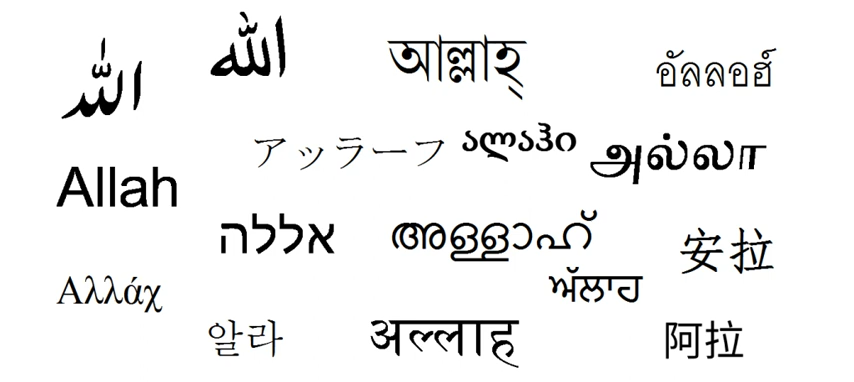 الله
الله
আল্লাহ্
อัลลอฮ์
アッラーフ
ალაჰი
அல்லா
Allah
אללה
അള്ളാഹ്
安拉
Αλλάχ
ਅੱਲਾਹ
알라
अल्लाह
阿拉